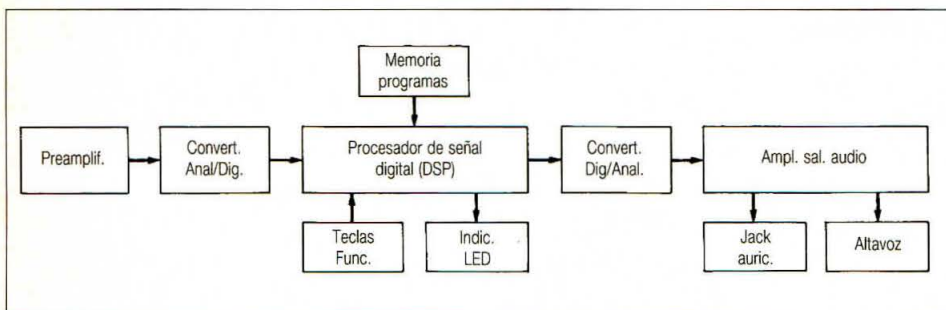 Memoria
programas
Preamplif.
Convert.
Anal/Dig.
Procesador de señal
digital (DSP)
Convert.
Dig/Anal.
Ampl. sal. audio
Teclas
Func.
Indic.
LED
Jack
auric.
Altavoz